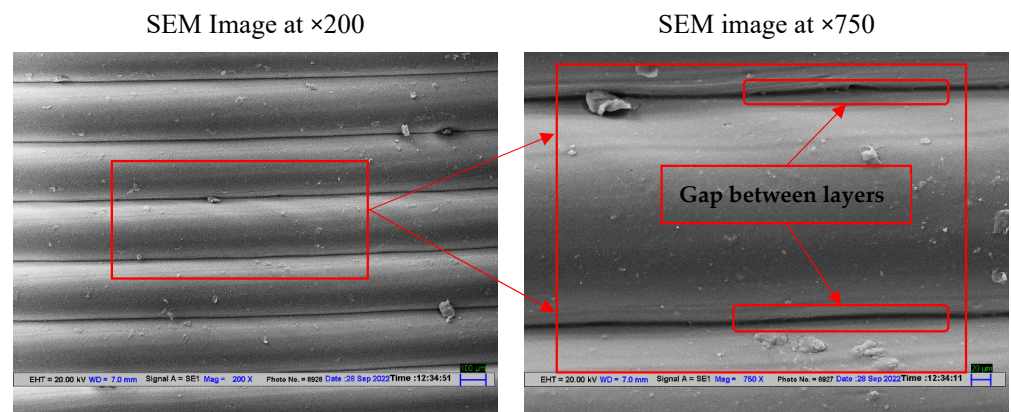 SEM Image at ×200
SEM image at ×750
Gap between layers
100 µm
EHT = 20.00 kV WD = 7.0 mm Signal A = SE1 Mag = 200 X Photo No. = 8928 Date :28 Sep 2022 Time :12:34:51
20 µm
EHT = 20.00 kV WD = 7.0 mm Signal A = SE1 Mag = 750 X Photo No. = 8927 Date :28 Sep 2022 Time :12:34:11